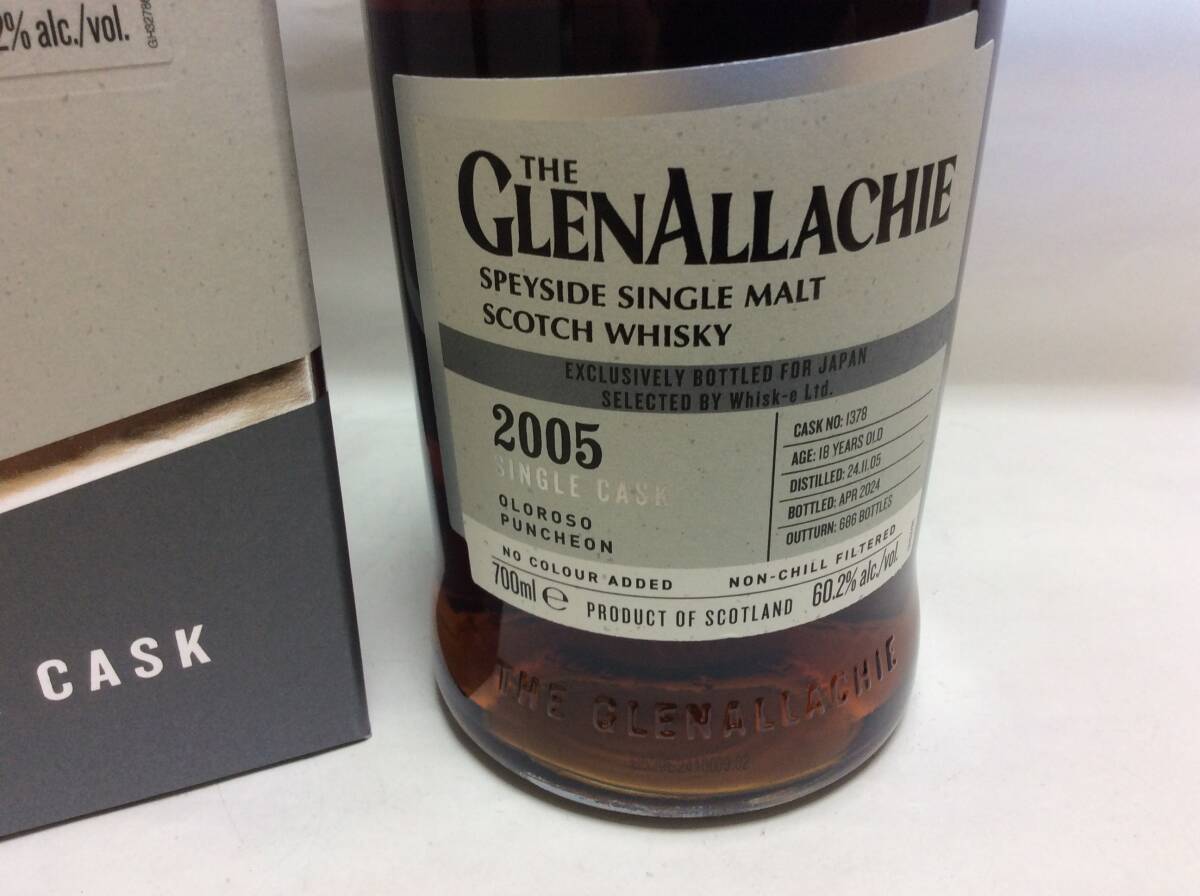 2% alc./vol.
CASK
THE
GLENALLACHIE
SPEYSIDE SINGLE MALT
SCOTCH WHISKY
EXCLUSIVELY BOTTLED FOR JAPAN
SELECTED BY Whisk-e Ltd.
2005
SINGLE CASK
OLOROSO
PUNCHEON
CASK NO: 1378
AGE: 18 YEARS OLD
DISTILLED: 24.11.05
BOTTLED: APR 2024
OUTTURN: 686 BOTTLES
NO COLOUR ADDED NON-CHILL FILTERED
700ml e PRODUCT OF SCOTLAND 60.2% alc./vol.
THE GLENALLACHIE